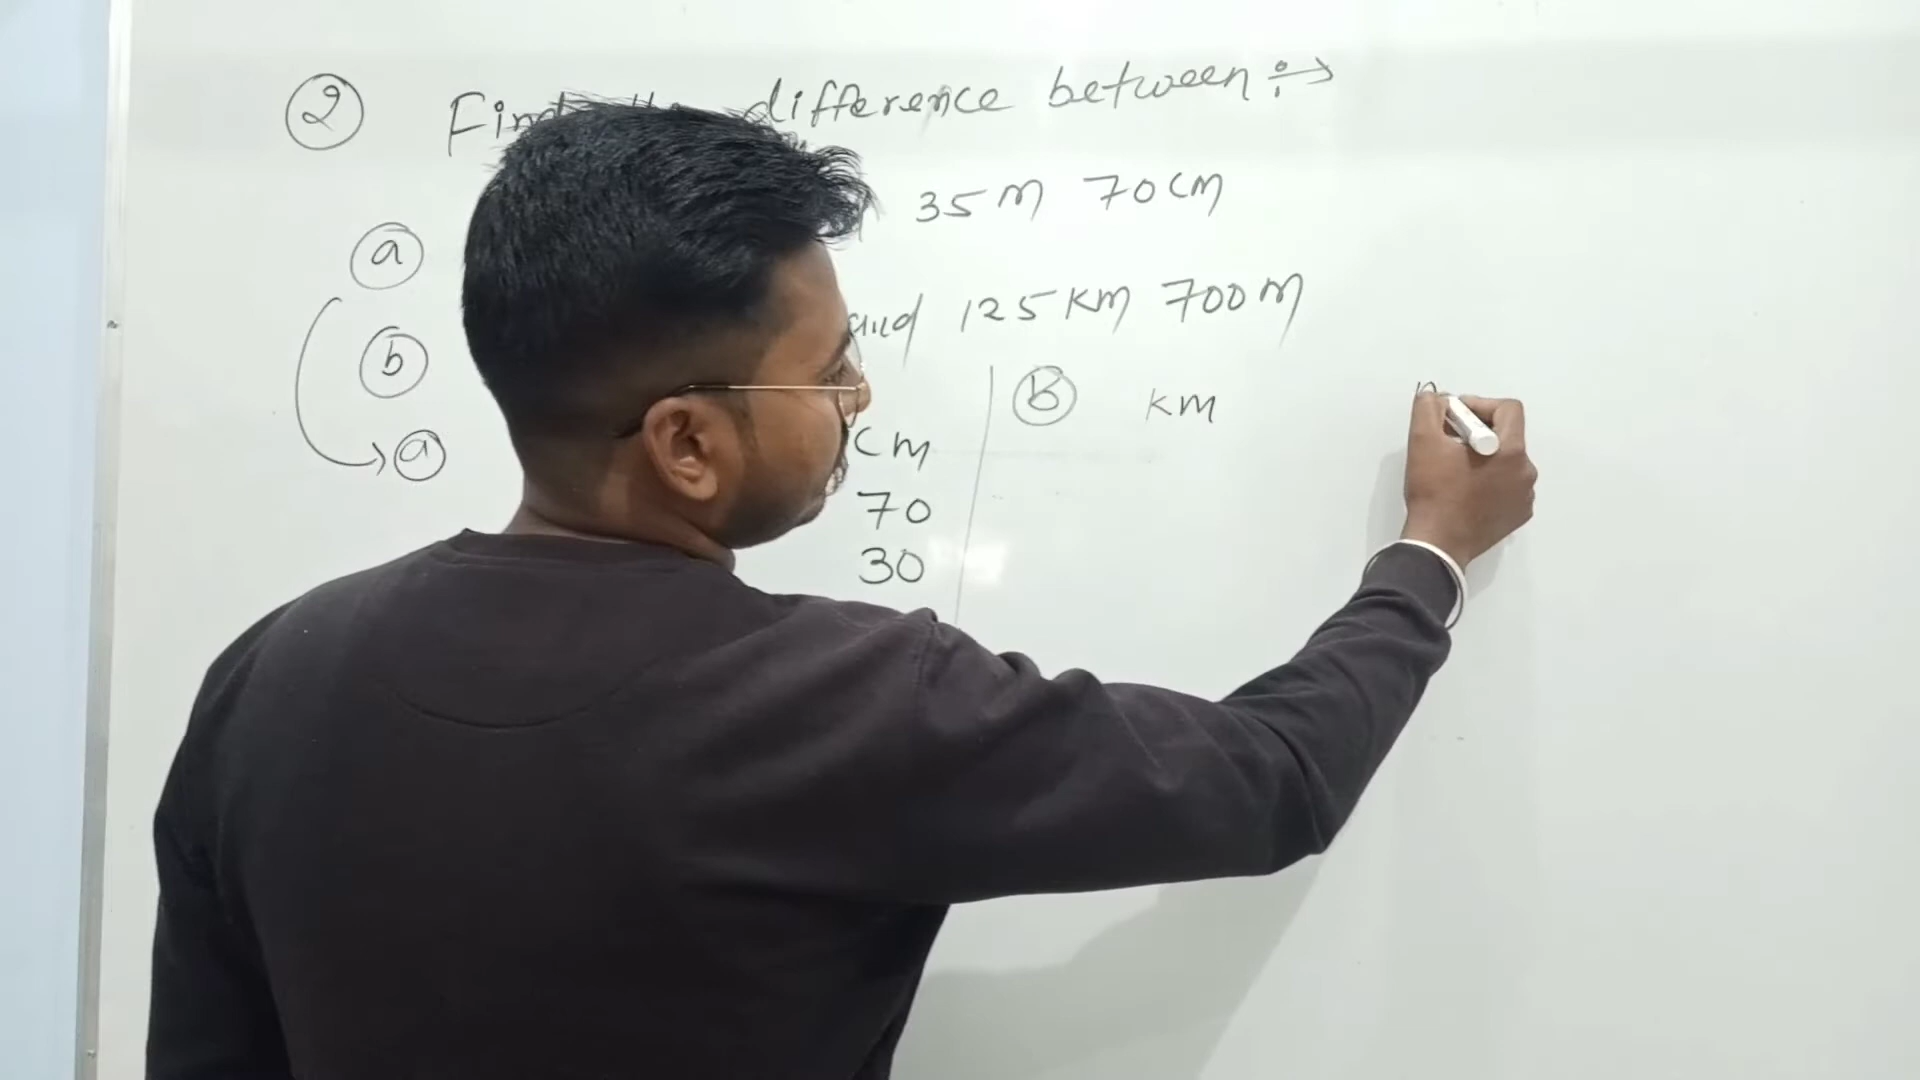 ② Find the difference between :→
ⓐ 35m 70cm
ⓑ and 125km 700m
ⓐ cm
70
30
Ⓑ km